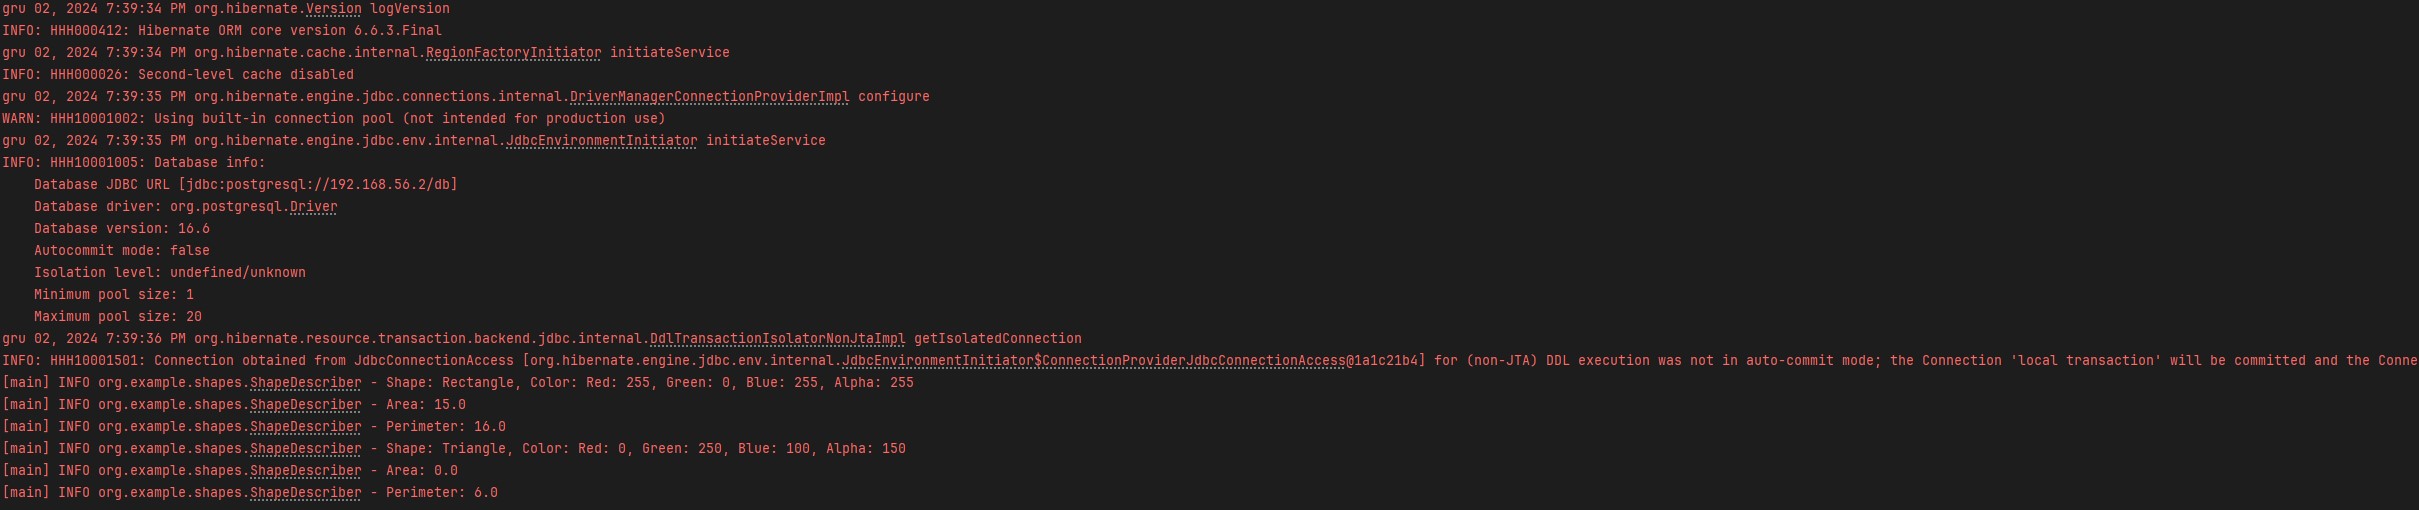 gru 02, 2024 7:39:34 PM org.hibernate.Version logVersion
INFO: HHH000412: Hibernate ORM core version 6.6.3.Final
gru 02, 2024 7:39:34 PM org.hibernate.cache.internal.RegionFactoryInitiator initiateService
INFO: HHH000026: Second-level cache disabled
gru 02, 2024 7:39:35 PM org.hibernate.engine.jdbc.connections.internal.DriverManagerConnectionProviderImpl configure
WARN: HHH10001002: Using built-in connection pool (not intended for production use)
gru 02, 2024 7:39:35 PM org.hibernate.engine.jdbc.env.internal.JdbcEnvironmentInitiator initiateService
INFO: HHH10001005: Database info:
    Database JDBC URL [jdbc:postgresql://192.168.56.2/db]
    Database driver: org.postgresql.Driver
    Database version: 16.6
    Autocommit mode: false
    Isolation level: undefined/unknown
    Minimum pool size: 1
    Maximum pool size: 20
gru 02, 2024 7:39:36 PM org.hibernate.resource.transaction.backend.jdbc.internal.DdlTransactionIsolatorNonJtaImpl getIsolatedConnection
INFO: HHH10001501: Connection obtained from JdbcConnectionAccess [org.hibernate.engine.jdbc.env.internal.JdbcEnvironmentInitiator$ConnectionProviderJdbcConnectionAccess@1a1c21b4] for (non-JTA) DDL execution was not in auto-commit mode; the Connection 'local transaction' will be committed and the Conne
[main] INFO org.example.shapes.ShapeDescriber - Shape: Rectangle, Color: Red: 255, Green: 0, Blue: 255, Alpha: 255
[main] INFO org.example.shapes.ShapeDescriber - Area: 15.0
[main] INFO org.example.shapes.ShapeDescriber - Perimeter: 16.0
[main] INFO org.example.shapes.ShapeDescriber - Shape: Triangle, Color: Red: 0, Green: 250, Blue: 100, Alpha: 150
[main] INFO org.example.shapes.ShapeDescriber - Area: 0.0
[main] INFO org.example.shapes.ShapeDescriber - Perimeter: 6.0